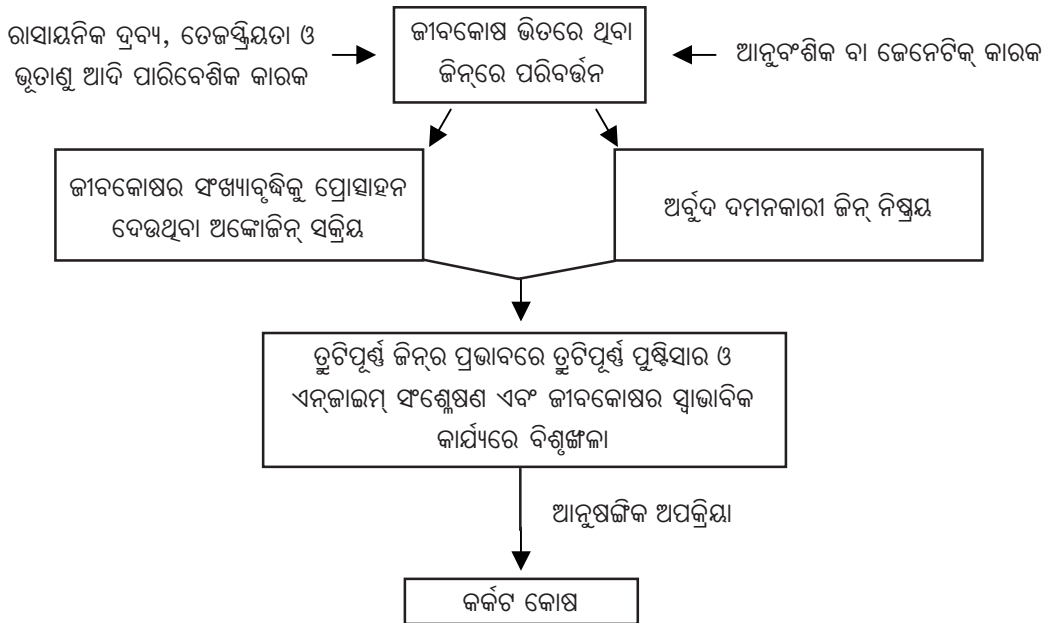 ରାସାୟନିକ ଦ୍ରବ୍ୟ, ତେଜସ୍କ୍ରିୟତା ଓ
ଭୂତାଣୁ ଆଦି ପାରିବେଶିକ କାରକ
ଜୀବକୋଷ ଭିତରେ ଥିବା
ଜିନ୍‌ରେ ପରିବର୍ତ୍ତନ
ଆନୁବଂଶିକ ବା ଜେନେଟିକ୍ କାରକ
ଜୀବକୋଷର ସଂଖ୍ୟାବୃଦ୍ଧିକୁ ପ୍ରୋତ୍ସାହନ
ଦେଉଥିବା ଅଙ୍କୋଜିନ୍ ସକ୍ରିୟ
ଅର୍ବୁଦ ଦମନକାରୀ ଜିନ୍ ନିଷ୍କ୍ରିୟ
ତ୍ରୁଟିପୂର୍ଣ୍ଣ ଜିନ୍‌ର ପ୍ରଭାବରେ ତ୍ରୁଟିପୂର୍ଣ୍ଣ ପୁଷ୍ଟିସାର ଓ
ଏନ୍‌ଜାଇମ୍ ସଂଶ୍ଳେଷଣ ଏବଂ ଜୀବକୋଷର ସ୍ୱାଭାବିକ
କାର୍ଯ୍ୟରେ ବିଶୃଙ୍ଖଳା
ଆନୁଷଙ୍ଗିକ ଅପକ୍ରିୟା
କର୍କଟ କୋଷ